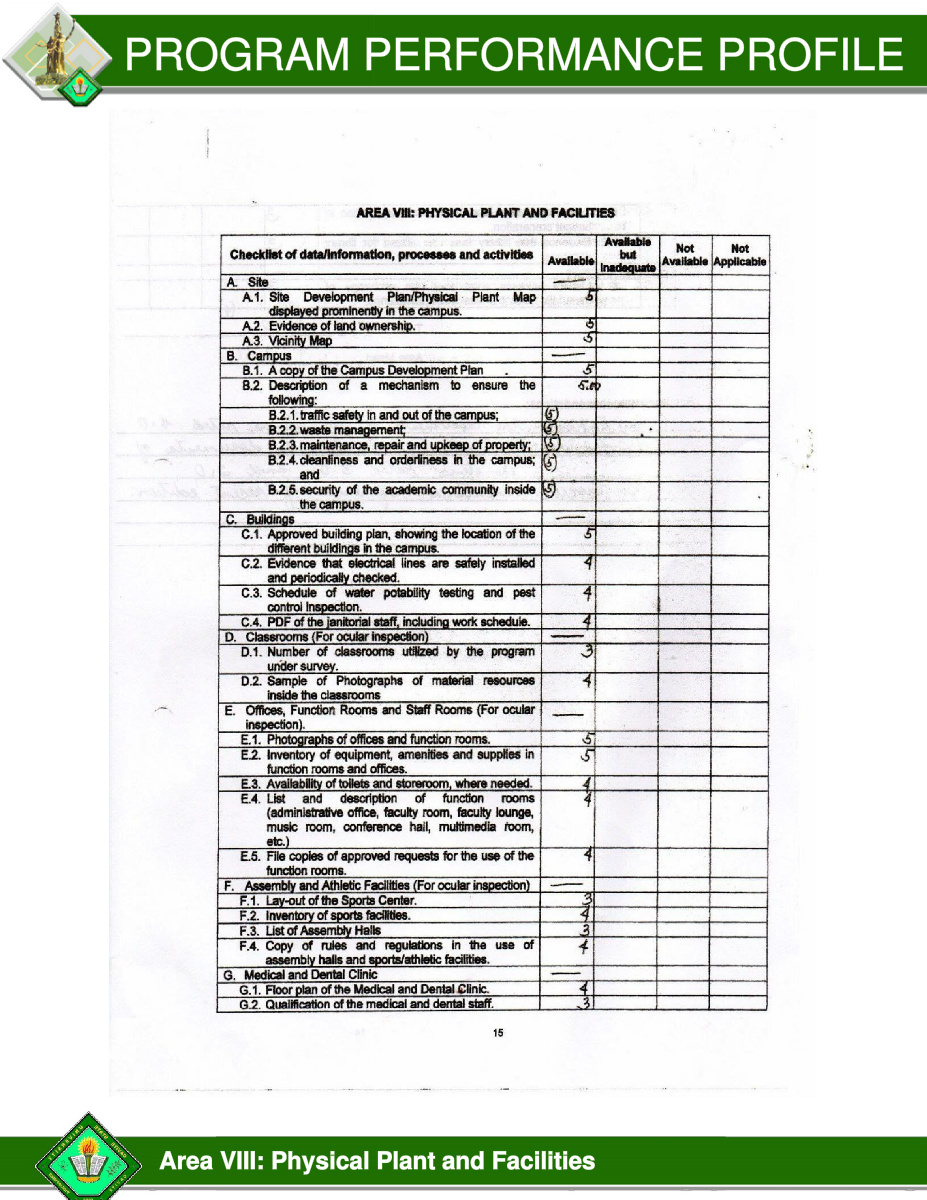 PROGRAM PERFORMANCE PROFILE
AREA VIII: PHYSICAL PLANT AND FACILITIES
Checklist of data/information, processes and activities Available Available but Inadequate Not Available Not Applicable
A. Site —
A.1. Site Development Plan/Physical Plant Map 5
displayed prominently in the campus.
A.2. Evidence of land ownership. 5
A.3. Vicinity Map 5
B. Campus —
B.1. A copy of the Campus Development Plan . 5
B.2. Description of a mechanism to ensure the 5.00
following:
B.2.1. traffic safety in and out of the campus; (5)
B.2.2. waste management; (5)
B.2.3. maintenance, repair and upkeep of property; (5)
B.2.4. cleanliness and orderliness in the campus; (5)
and
B.2.5. security of the academic community inside (5)
the campus.
C. Buildings —
C.1. Approved building plan, showing the location of the 5
different buildings in the campus.
C.2. Evidence that electrical lines are safely installed 4
and periodically checked.
C.3. Schedule of water potability testing and pest 4
control Inspection.
C.4. PDF of the janitorial staff, including work schedule. 4
D. Classrooms (For ocular inspection) —
D.1. Number of classrooms utilized by the program 3
under survey.
D.2. Sample of Photographs of material resources 4
inside the classrooms
E. Offices, Function Rooms and Staff Rooms (For ocular —
inspection).
E.1. Photographs of offices and function rooms. 5
E.2. Inventory of equipment, amenities and supplies in 5
function rooms and offices.
E.3. Availability of toilets and storeroom, where needed. 4
E.4. List and description of function rooms 4
(administrative office, faculty room, faculty lounge,
music room, conference hall, multimedia room,
etc.)
E.5. File copies of approved requests for the use of the 4
function rooms.
F. Assembly and Athletic Facilities (For ocular inspection) —
F.1. Lay-out of the Sports Center. 3
F.2. Inventory of sports facilities. 4
F.3. List of Assembly Halls 3
F.4. Copy of rules and regulations in the use of 4
assembly halls and sports/athletic facilities.
G. Medical and Dental Clinic —
G.1. Floor plan of the Medical and Dental Clinic. 4
G.2. Qualification of the medical and dental staff. 3
15
Area VIII: Physical Plant and Facilities